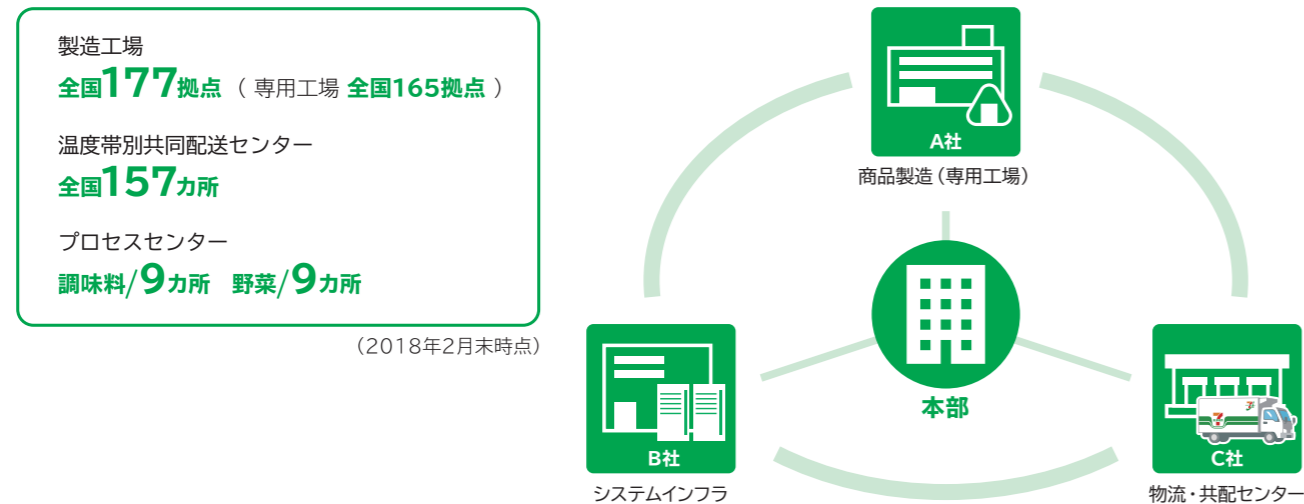 製造工場
全国177拠点（専用工場 全国165拠点）
温度帯別共同配送センター
全国157カ所
プロセスセンター
調味料/9カ所 野菜/9カ所
（2018年2月末時点）
A社
商品製造（専用工場）
本部
B社
システムインフラ
C社
物流・共配センター